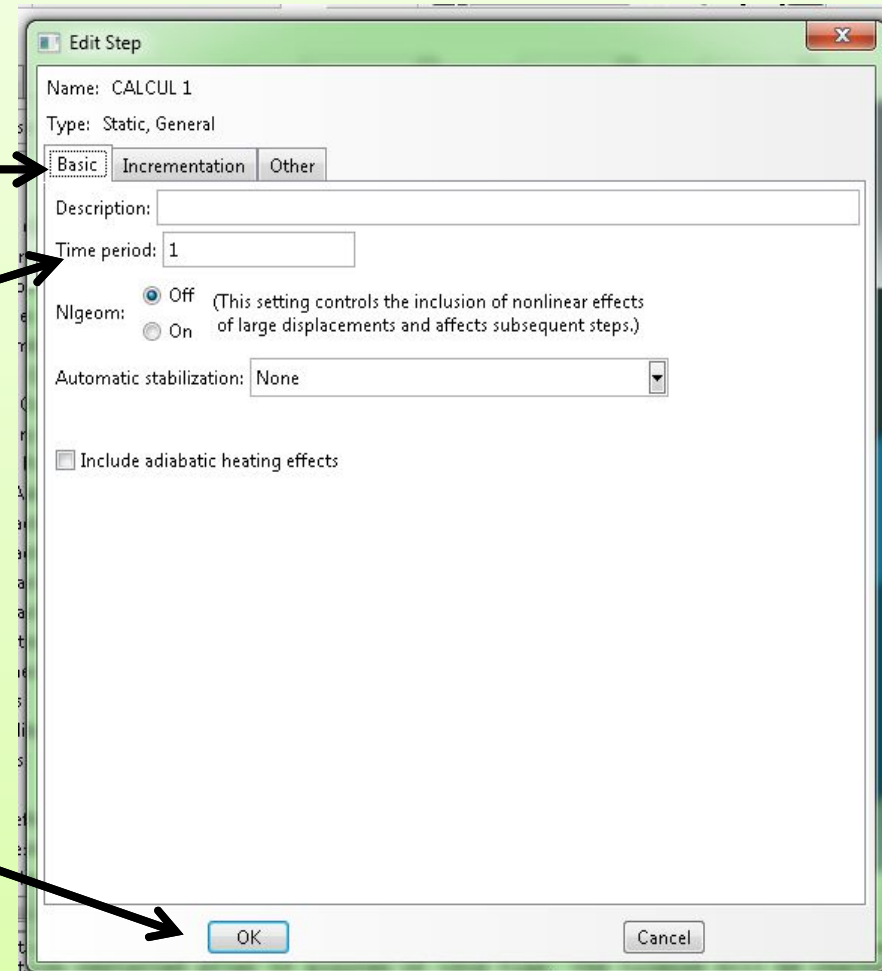 Edit Step
Name: CALCUL 1
Type: Static, General
Basic Incrementation Other
Description:
Time period: 1
Nlgeom: Off (This setting controls the inclusion of nonlinear effects
On of large displacements and affects subsequent steps.)
Automatic stabilization: None
Include adiabatic heating effects
OK Cancel